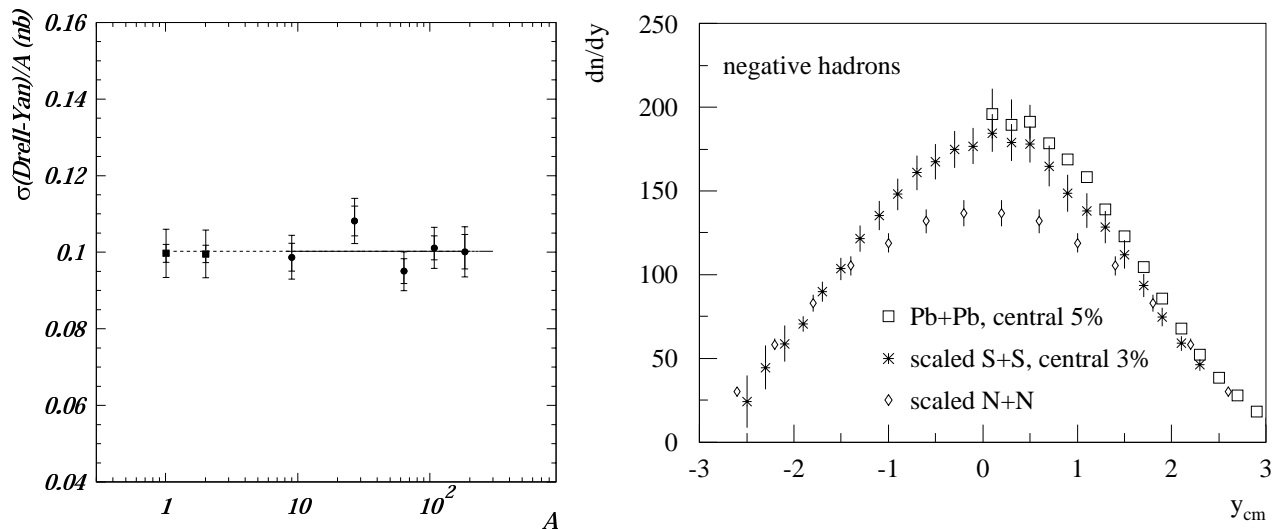 σ(Drell-Yan)/A (nb)
0.16
0.14
0.12
0.1
0.08
0.06
0.04
1
10
10²
A
dn/dy
250
200
150
100
50
0
negative hadrons
Pb+Pb, central 5%
scaled S+S, central 3%
scaled N+N
-3
-2
-1
0
1
2
3
y_cm